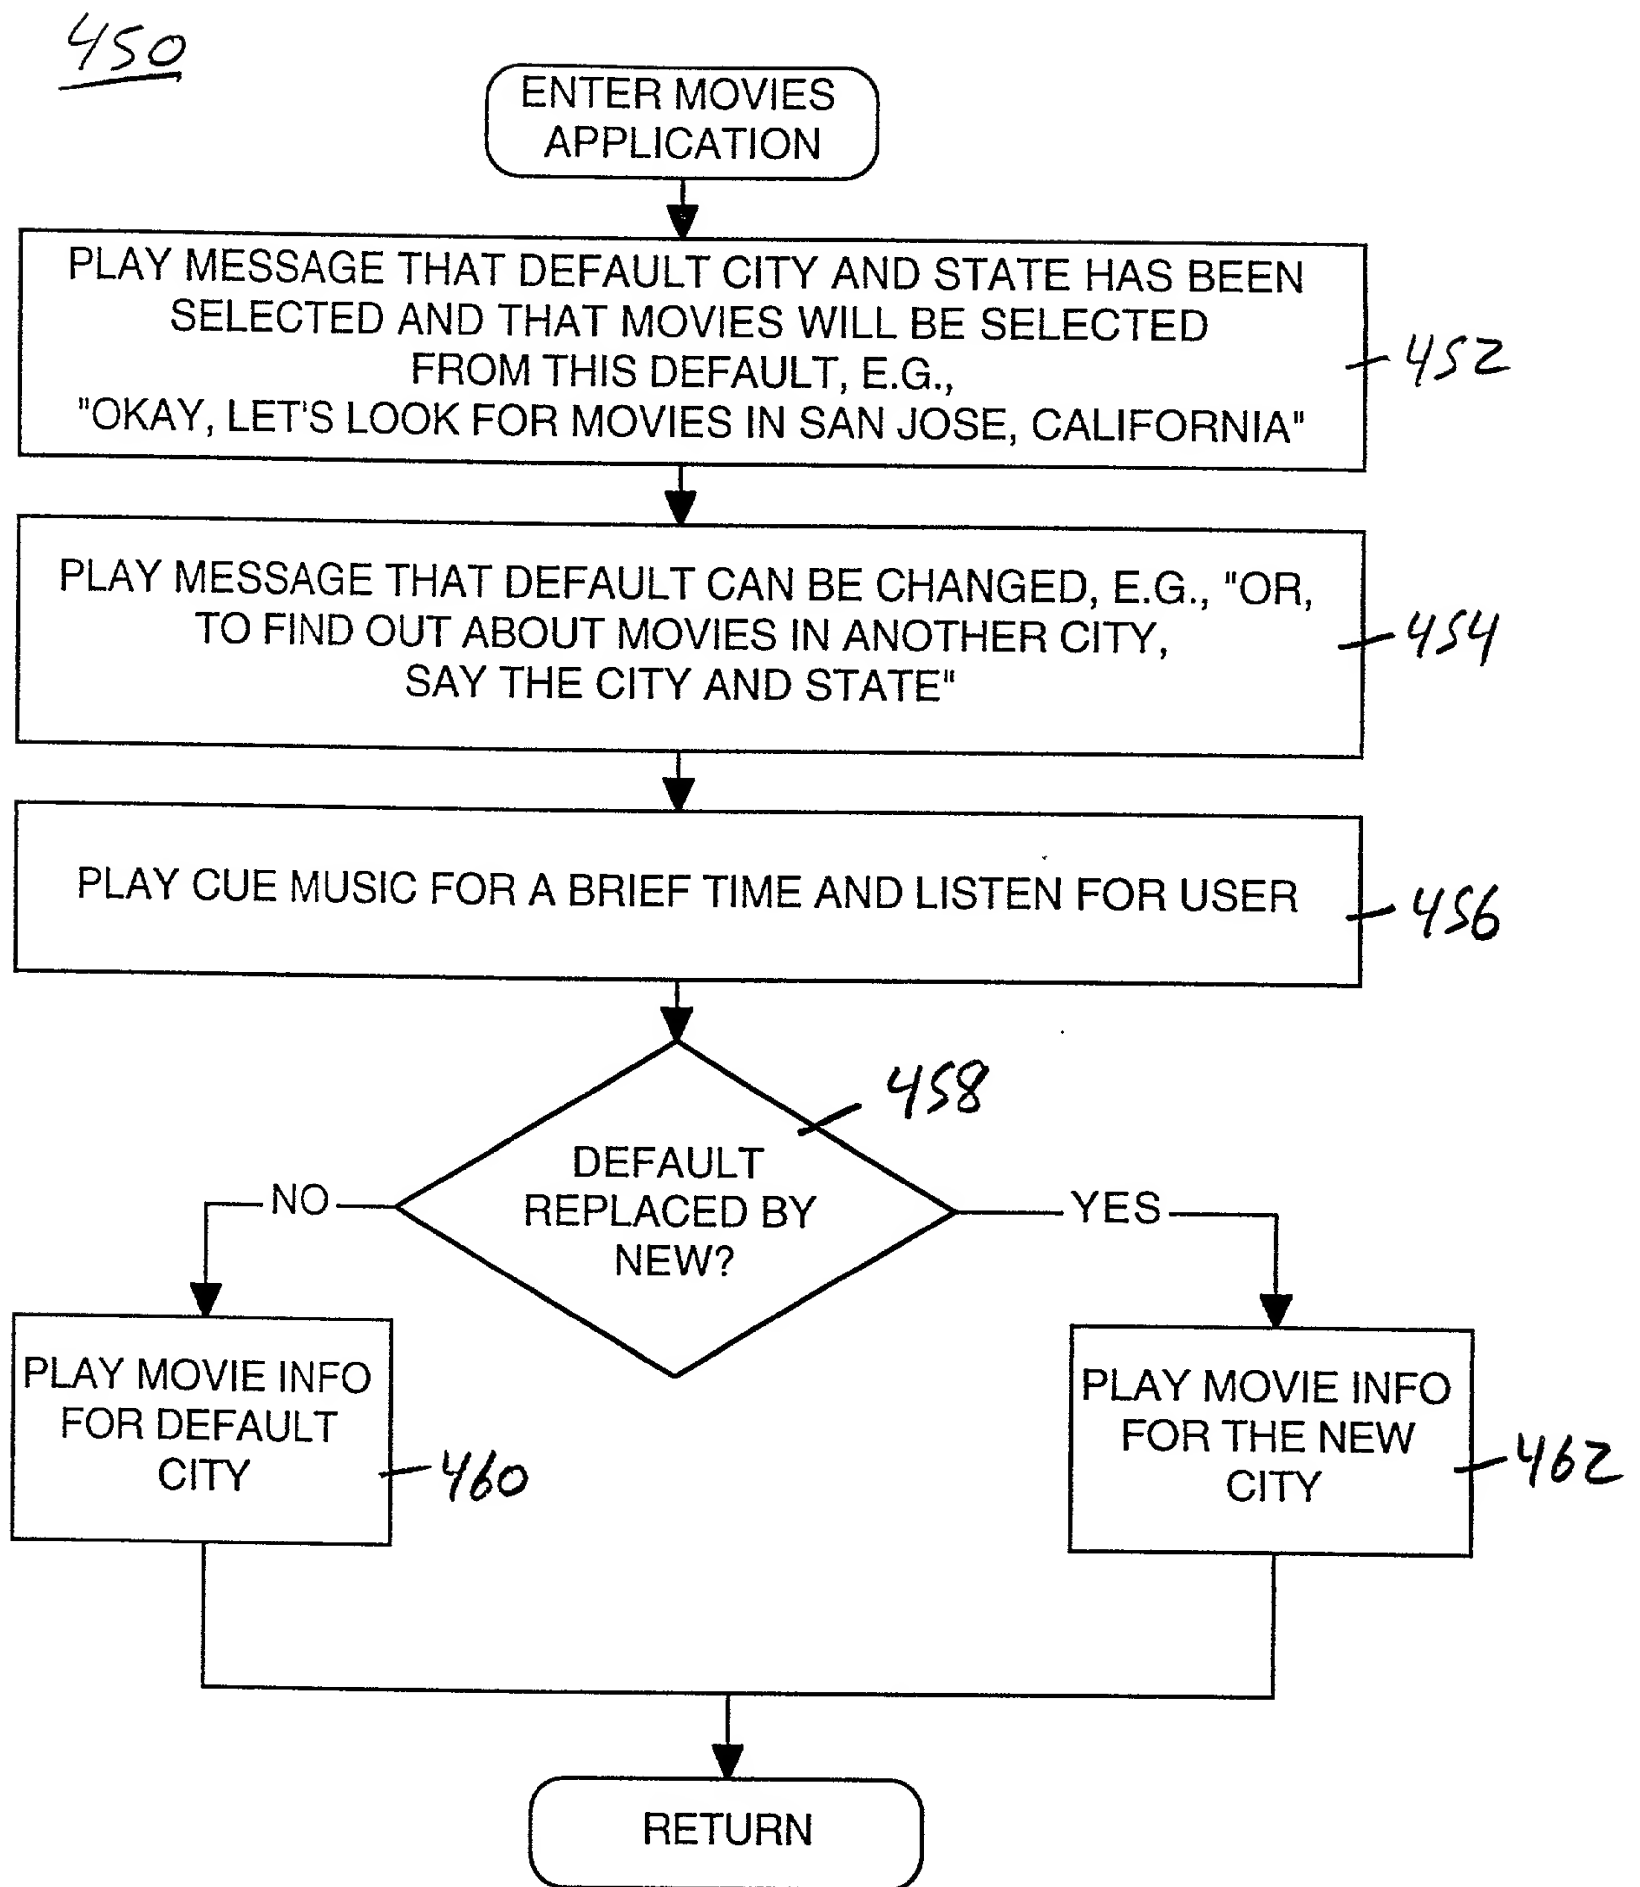 450
ENTER MOVIES
APPLICATION
PLAY MESSAGE THAT DEFAULT CITY AND STATE HAS BEEN
SELECTED AND THAT MOVIES WILL BE SELECTED
FROM THIS DEFAULT, E.G.,
"OKAY, LET'S LOOK FOR MOVIES IN SAN JOSE, CALIFORNIA"
452
PLAY MESSAGE THAT DEFAULT CAN BE CHANGED, E.G., "OR,
TO FIND OUT ABOUT MOVIES IN ANOTHER CITY,
SAY THE CITY AND STATE"
454
PLAY CUE MUSIC FOR A BRIEF TIME AND LISTEN FOR USER
456
458
DEFAULT
REPLACED BY
NEW?
NO
YES
PLAY MOVIE INFO
FOR DEFAULT
CITY
460
PLAY MOVIE INFO
FOR THE NEW
CITY
462
RETURN